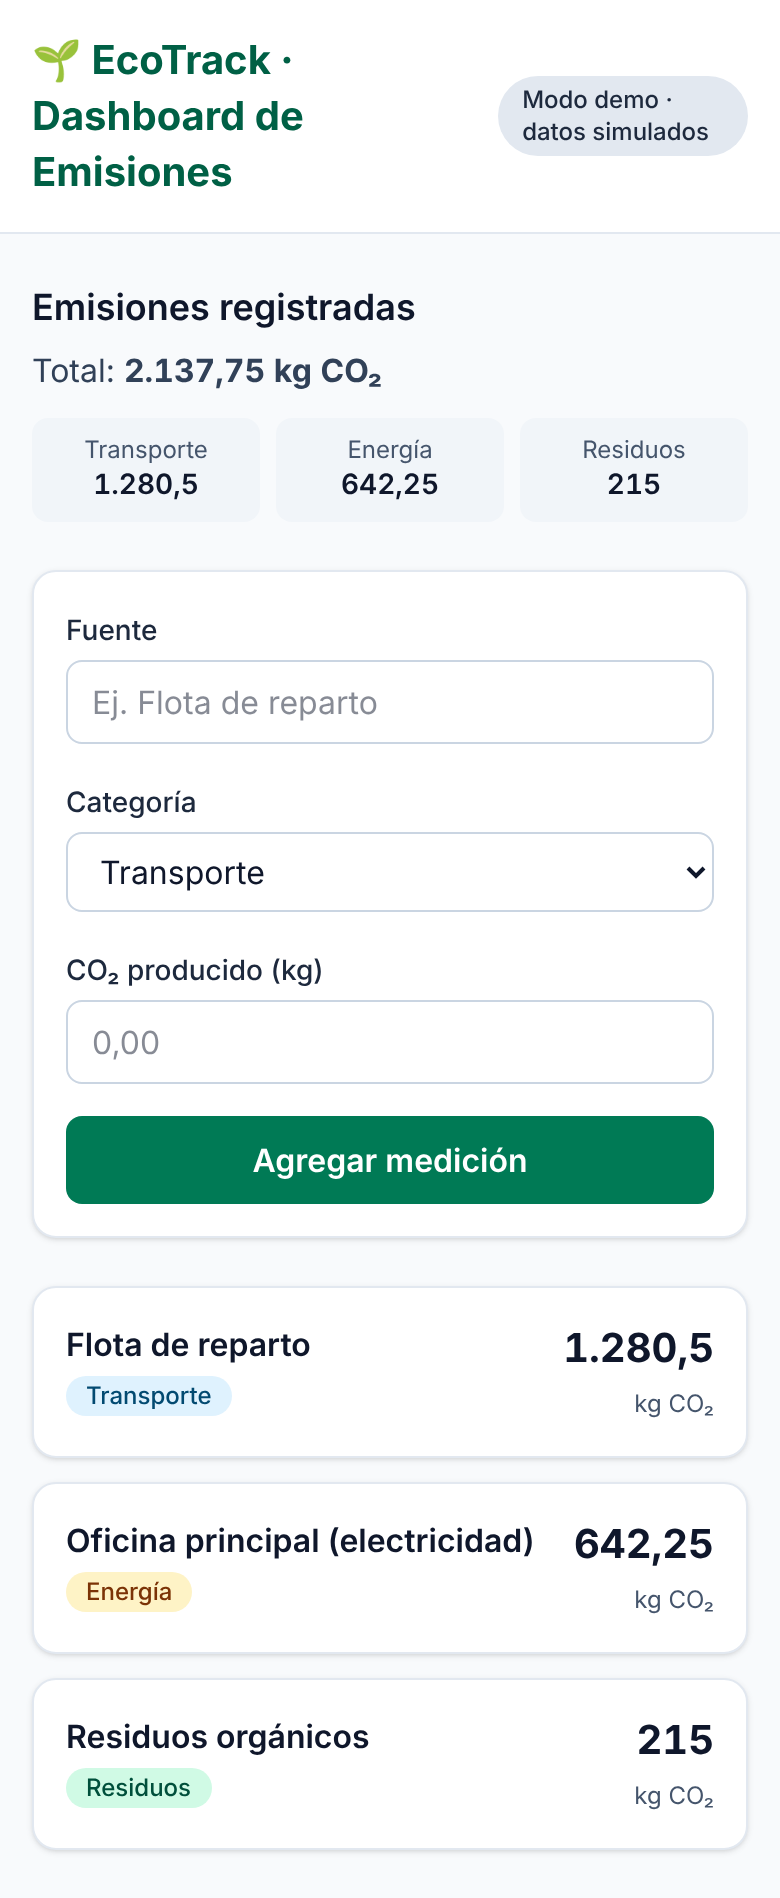 🌱 EcoTrack ·
Dashboard de
Emisiones
Modo demo ·
datos simulados
Emisiones registradas
Total: 2.137,75 kg CO₂
Transporte
1.280,5
Energía
642,25
Residuos
215
Fuente
Ej. Flota de reparto
Categoría
Transporte
CO₂ producido (kg)
0,00
Agregar medición
Flota de reparto
1.280,5
Transporte
kg CO₂
Oficina principal (electricidad)
642,25
Energía
kg CO₂
Residuos orgánicos
215
Residuos
kg CO₂